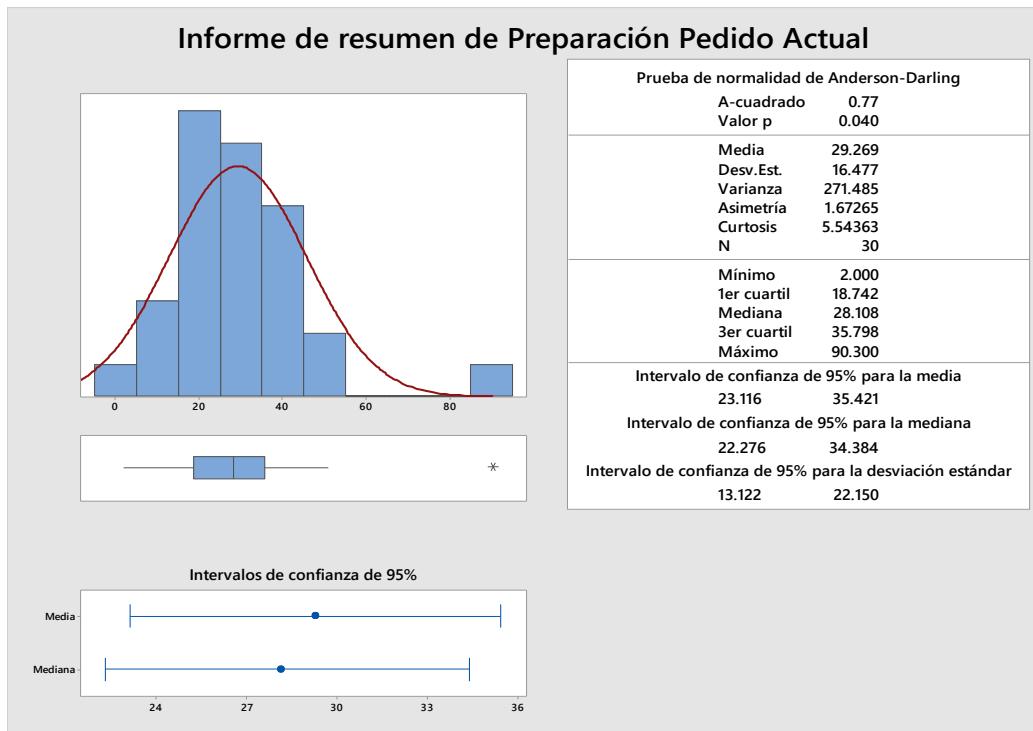 Informe de resumen de Preparación Pedido Actual
0 20 40 60 80
Intervalos de confianza de 95%
Media
Mediana
24 27 30 33 36
Prueba de normalidad de Anderson-Darling
A-cuadrado 0.77
Valor p 0.040
Media 29.269
Desv.Est. 16.477
Varianza 271.485
Asimetría 1.67265
Curtosis 5.54363
N 30
Mínimo 2.000
1er cuartil 18.742
Mediana 28.108
3er cuartil 35.798
Máximo 90.300
Intervalo de confianza de 95% para la media
23.116 35.421
Intervalo de confianza de 95% para la mediana
22.276 34.384
Intervalo de confianza de 95% para la desviación estándar
13.122 22.150